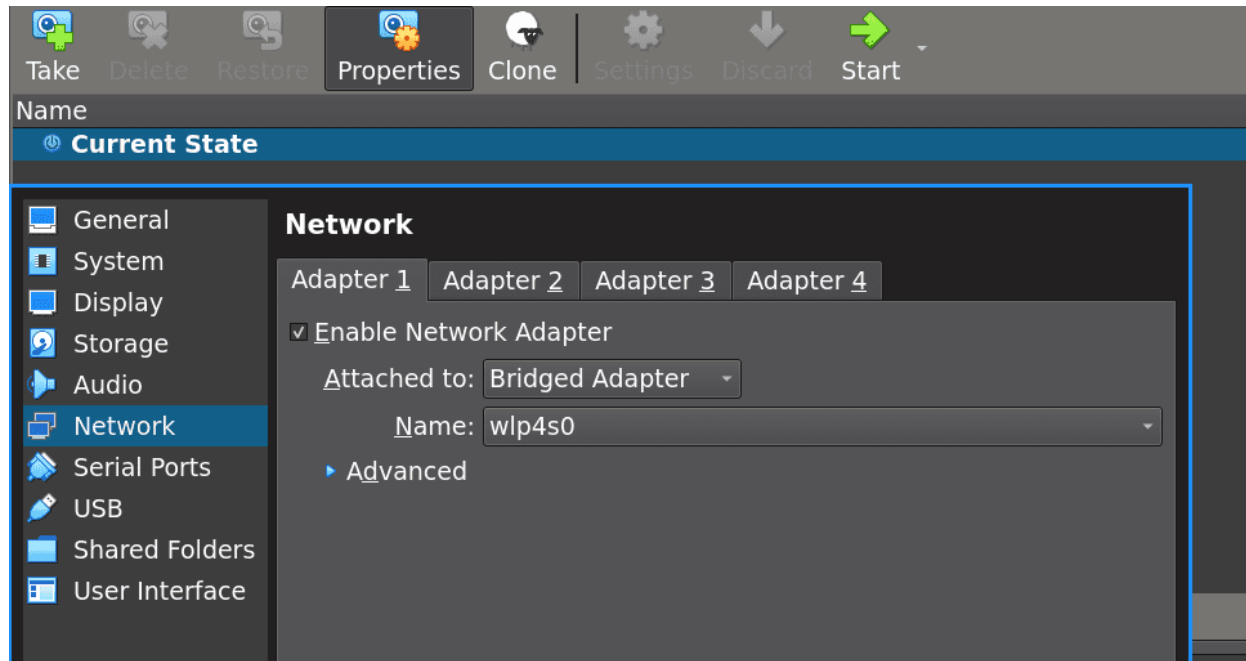 Take Delete Restore Properties Clone Settings Discard Start
Name
Current State
General
System
Display
Storage
Audio
Network
Serial Ports
USB
Shared Folders
User Interface
Network
Adapter 1 Adapter 2 Adapter 3 Adapter 4
Enable Network Adapter
Attached to: Bridged Adapter
Name: wlp4s0
Advanced